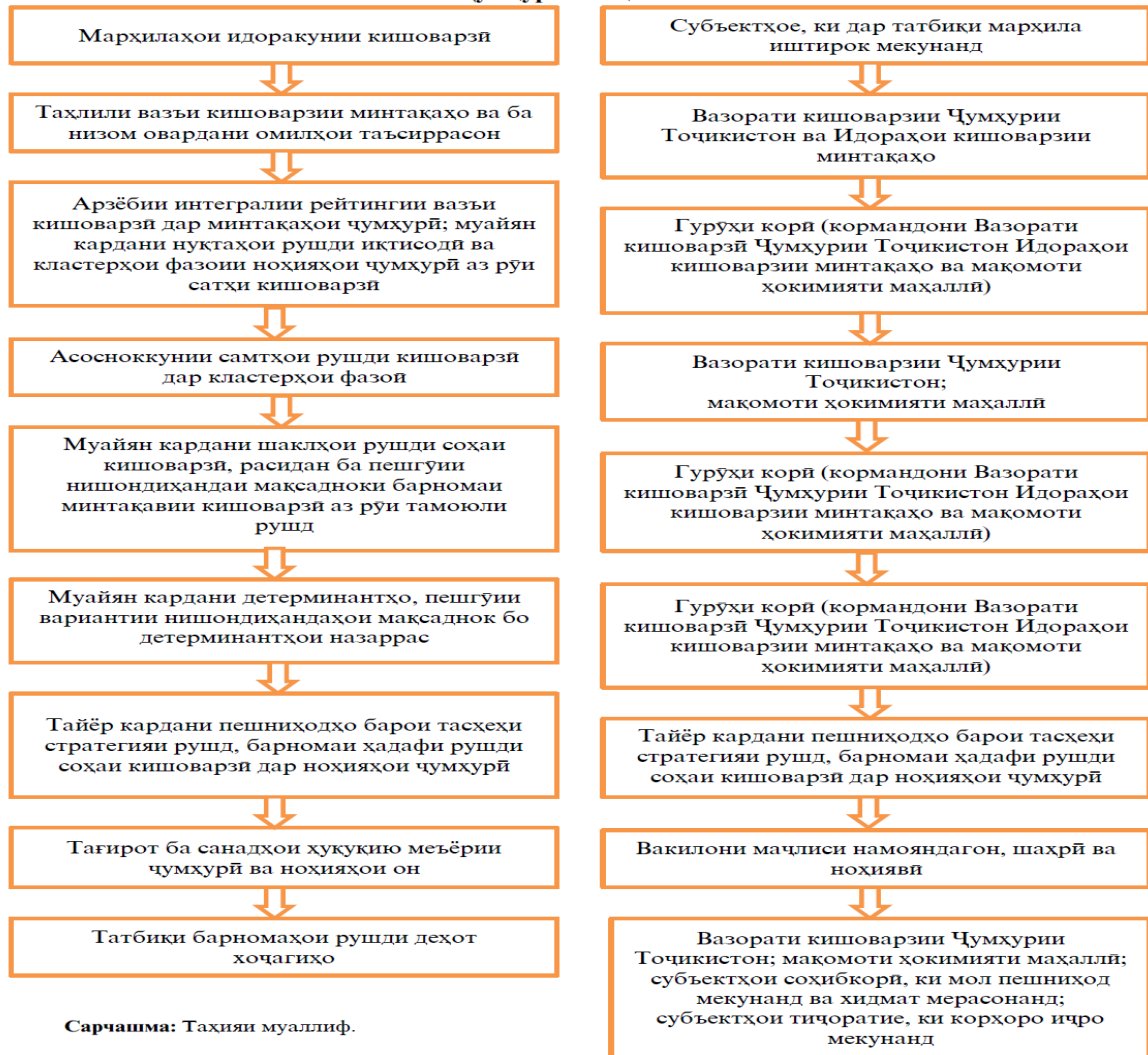 Марҳилаҳои идоракунии кишоварзӣ
Таҳлили вазъи кишоварзии минтақаҳо ва ба
низом овардани омилҳои таъсиррасон
Арзёбии интегралии рейтингии вазъи
кишоварзӣ дар минтақаҳои ҷумҳурӣ; муайян
кардани нуқтаҳои рушди иқтисодӣ ва
кластерҳои фазоии ноҳияҳои ҷумҳурӣ аз рӯи
сатҳи кишоварзӣ
Асосноккунии самтҳои рушди кишоварзӣ
дар кластерҳои фазоӣ
Муайян кардани шаклҳои рушди соҳаи
кишоварзӣ, расидан ба пешгӯии
нишондиҳандаи мақсадноки барномаи
минтақавии кишоварзӣ аз рӯи тамоюли
рушд
Муайян кардани детерминантҳо, пешгӯии
вариантии нишондиҳандаҳои мақсаднок бо
детерминантҳои назаррас
Тайёр кардани пешниҳодҳо барои тасҳеҳи
стратегияи рушд, барномаи ҳадафи рушди
соҳаи кишоварзӣ дар ноҳияҳои ҷумҳурӣ
Тағирот ба санадҳои ҳуқуқию меъёрии
ҷумҳурӣ ва ноҳияҳои он
Татбиқи барномаҳои рушди деҳот
хоҷагиҳо
Сарчашма: Таҳияи муаллиф.
Субъектҳое, ки дар татбиқи марҳила
иштирок мекунанд
Вазорати кишоварзии Ҷумҳурии
Тоҷикистон ва Идораҳои кишоварзии
минтақаҳо
Гурӯҳи корӣ (кормандони Вазорати
кишоварзӣ Ҷумҳурии Тоҷикистон Идораҳои
кишоварзии минтақаҳо ва мақомоти
ҳокимияти маҳаллӣ)
Вазорати кишоварзии Ҷумҳурии
Тоҷикистон;
мақомоти ҳокимияти маҳаллӣ
Гурӯҳи корӣ (кормандони Вазорати
кишоварзӣ Ҷумҳурии Тоҷикистон Идораҳои
кишоварзии минтақаҳо ва мақомоти
ҳокимияти маҳаллӣ)
Гурӯҳи корӣ (кормандони Вазорати
кишоварзӣ Ҷумҳурии Тоҷикистон Идораҳои
кишоварзии минтақаҳо ва мақомоти
ҳокимияти маҳаллӣ)
Тайёр кардани пешниҳодҳо барои тасҳеҳи
стратегияи рушд, барномаи ҳадафи рушди
соҳаи кишоварзӣ дар ноҳияҳои ҷумҳурӣ
Вакилони маҷлиси намояндагон, шаҳрӣ ва
ноҳиявӣ
Вазорати кишоварзии Ҷумҳурии
Тоҷикистон; мақомоти ҳокимияти маҳаллӣ;
субъектҳои соҳибкорӣ, ки мол пешниҳод
мекунанд ва хидмат мерасонанд;
субъектҳои тиҷоратие, ки корҳоро иҷро
мекунанд